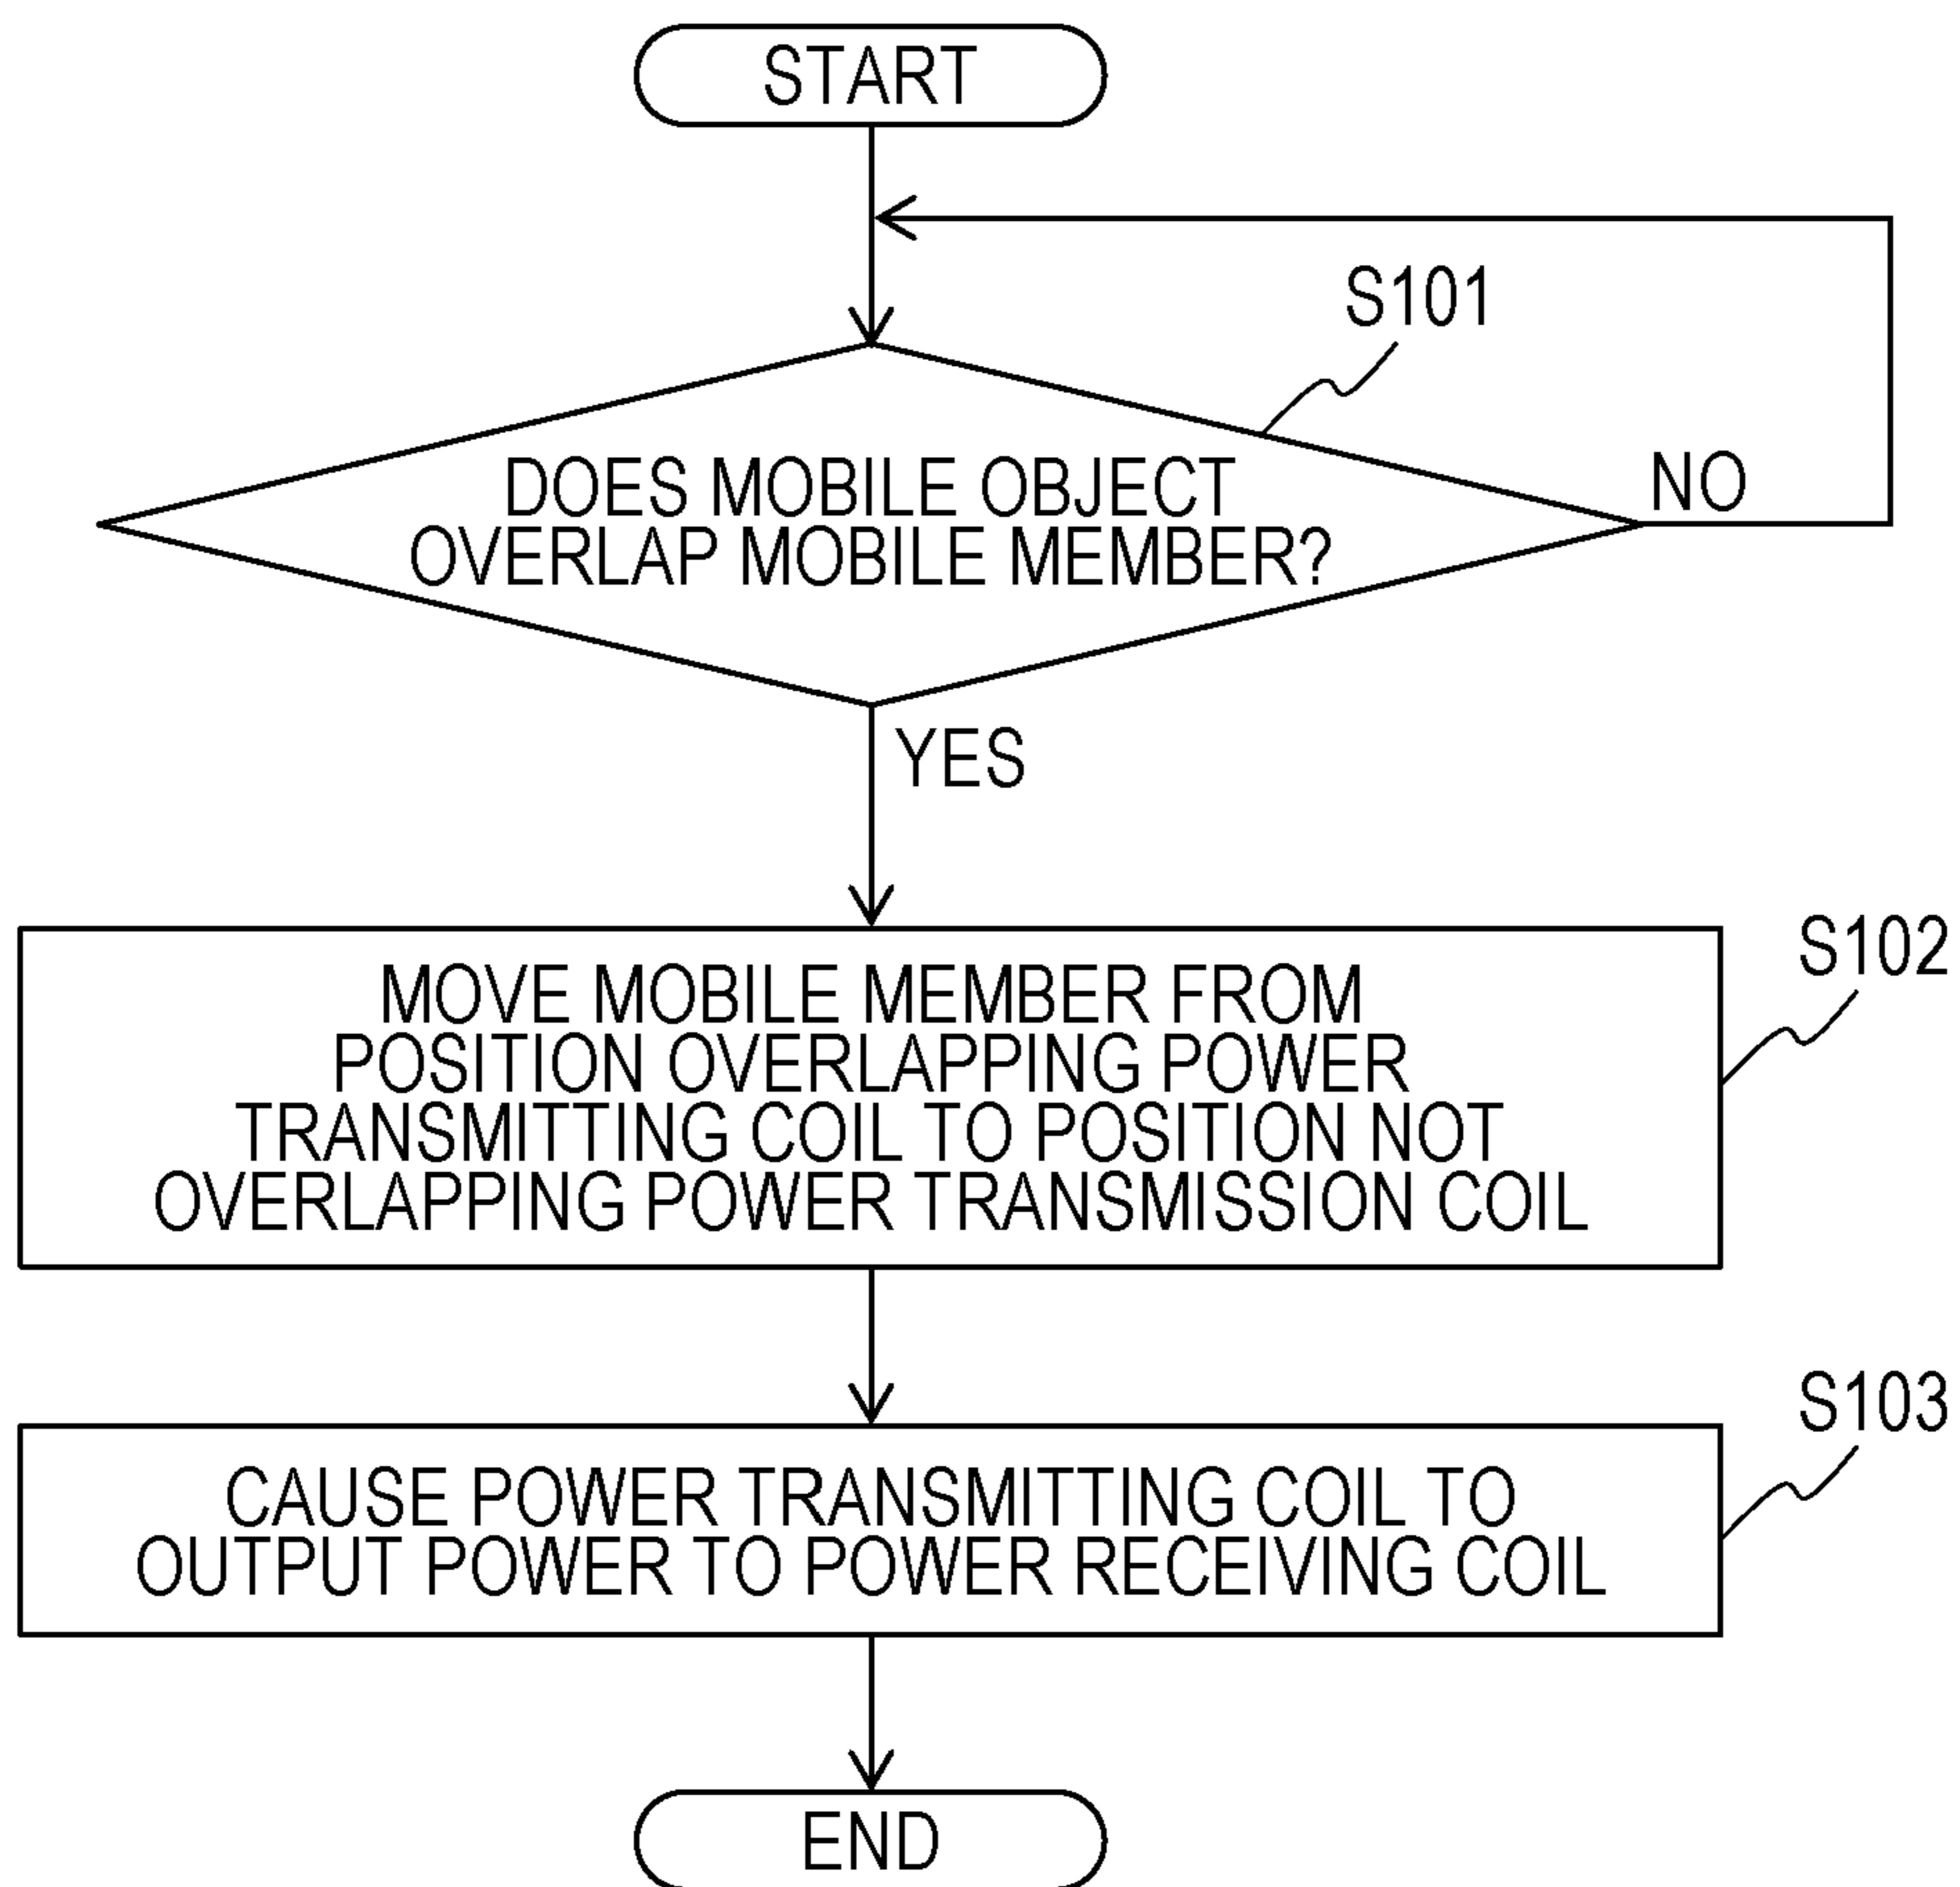 START
S101
DOES MOBILE OBJECT
OVERLAP MOBILE MEMBER?
NO
YES
S102
MOVE MOBILE MEMBER FROM
POSITION OVERLAPPING POWER
TRANSMITTING COIL TO POSITION NOT
OVERLAPPING POWER TRANSMISSION COIL
S103
CAUSE POWER TRANSMITTING COIL TO
OUTPUT POWER TO POWER RECEIVING COIL
END